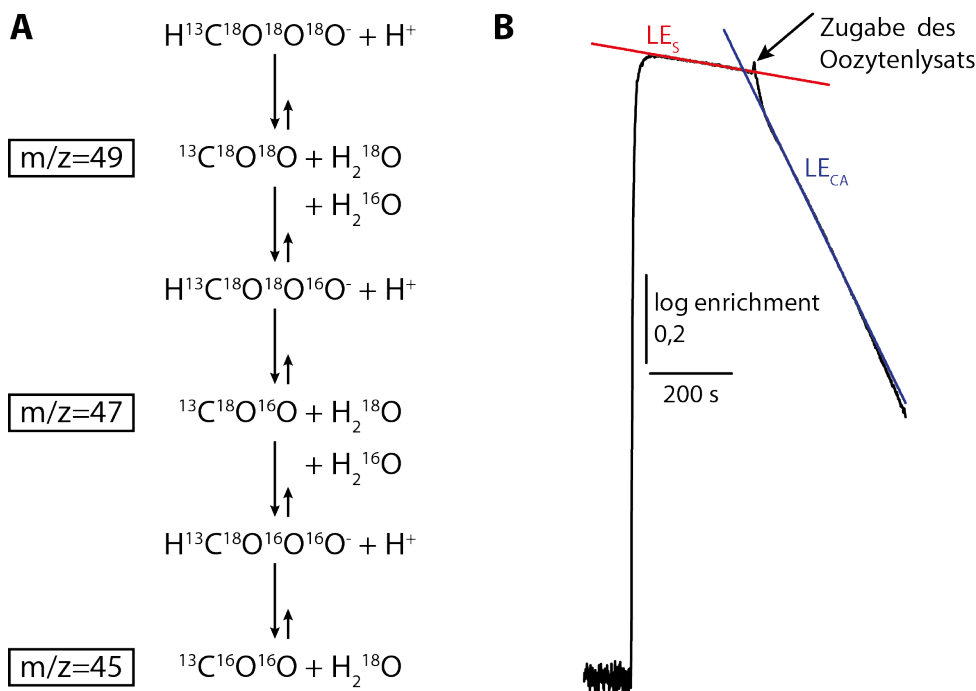 A
H¹³C¹⁸O¹⁸O¹⁸O⁻ + H⁺
m/z=49
¹³C¹⁸O¹⁸O + H₂¹⁸O
+ H₂¹⁶O
H¹³C¹⁸O¹⁸O¹⁶O⁻ + H⁺
m/z=47
¹³C¹⁸O¹⁶O + H₂¹⁸O
+ H₂¹⁶O
H¹³C¹⁸O¹⁶O¹⁶O⁻ + H⁺
m/z=45
¹³C¹⁶O¹⁶O + H₂¹⁸O
B
LE_S
Zugabe des
Oozytenlysats
LE_CA
log enrichment
0,2
200 s